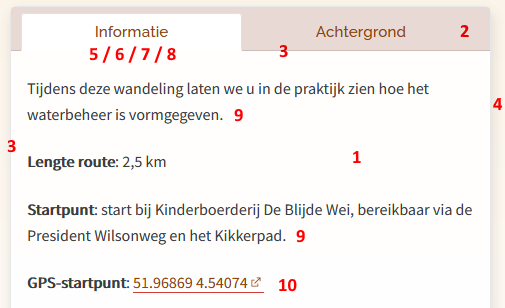 Informatie Achtergrond 2
5 / 6 / 7 / 8 3
Tijdens deze wandeling laten we u in de praktijk zien hoe het
4
waterbeheer is vormgegeven. 9
3
Lengte route: 2,5 km 1
Startpunt: start bij Kinderboerderij De Blijde Wei, bereikbaar via de
President Wilsonweg en het Kikkerpad. 9
GPS-startpunt: 51.96869 4.54074 10